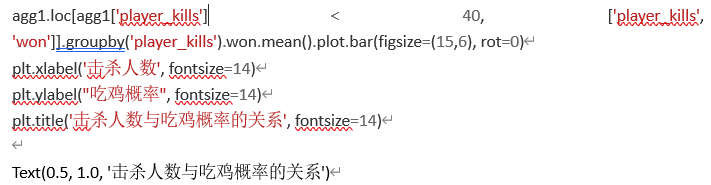 agg1.loc[agg1['player_kills'] < 40, ['player_kills',
'won']].groupby('player_kills').won.mean().plot.bar(figsize=(15,6), rot=0)
plt.xlabel('击杀人数', fontsize=14)
plt.ylabel("吃鸡概率", fontsize=14)
plt.title('击杀人数与吃鸡概率的关系', fontsize=14)
Text(0.5, 1.0, '击杀人数与吃鸡概率的关系')